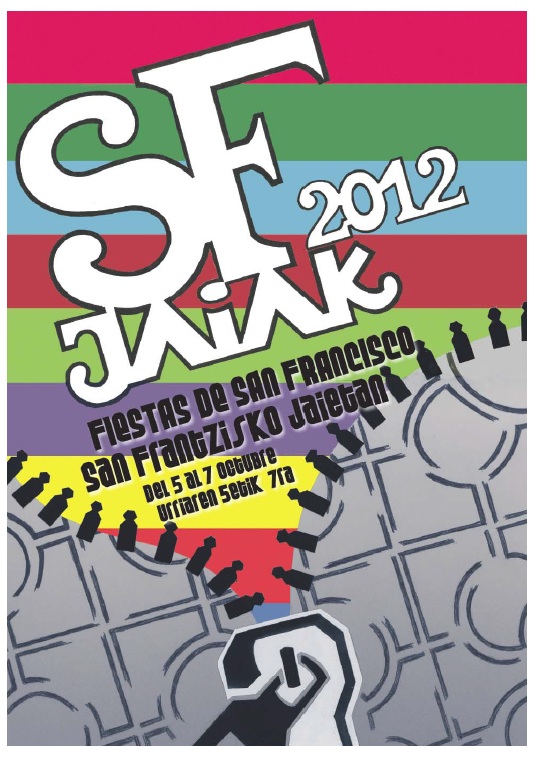 SF
2012
JAiAK
FIESTAS DE SAN FRANCISCO
SAN FRANTZISKO JAIETAN
DEL 5 AL 7 OCTUBRE
URRIAREN 5ETIK 7RA